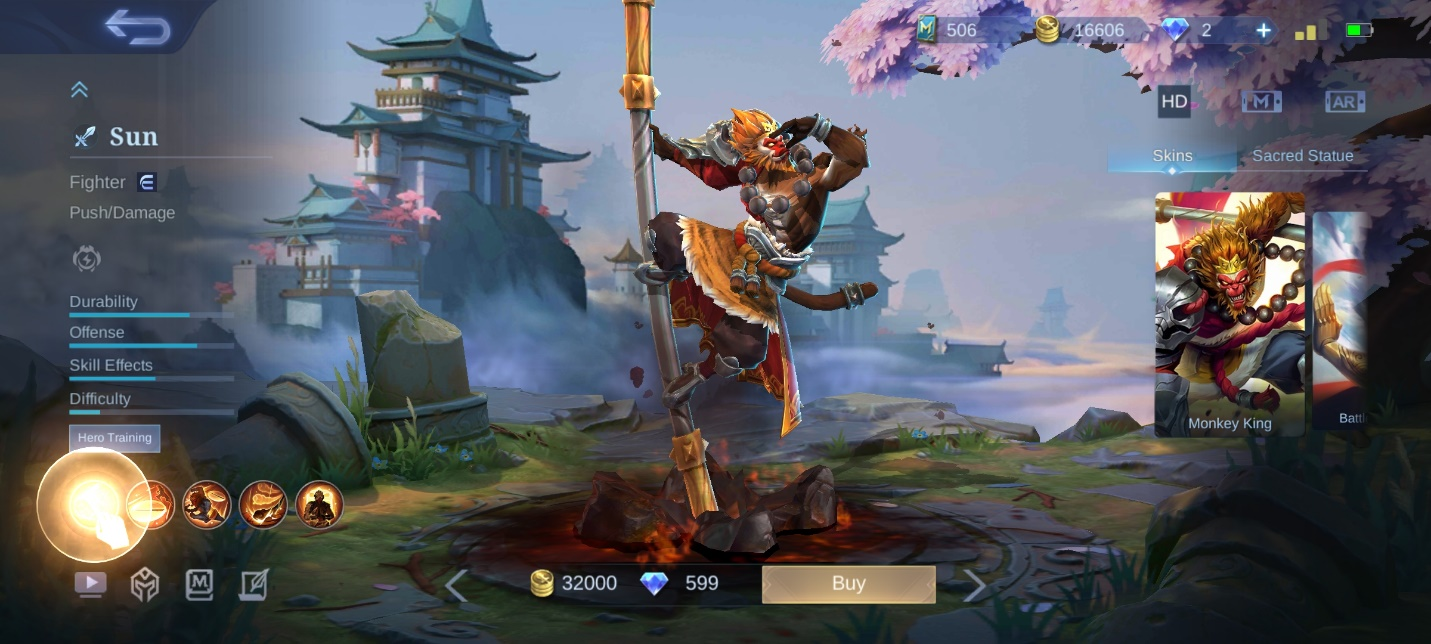 506
16606
2
Sun
Fighter
Push/Damage
Durability
Offense
Skill Effects
Difficulty
Hero Training
HD
M
AR
Skins
Sacred Statue
Monkey King
Battl
32000
599
Buy